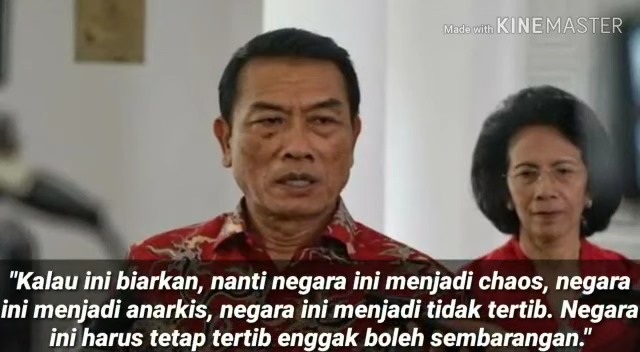 Made with KINEMASTER
"Kalau ini biarkan, nanti negara ini menjadi chaos, negara
ini menjadi anarkis, negara ini menjadi tidak tertib. Negara
ini harus tetap tertib enggak boleh sembarangan."